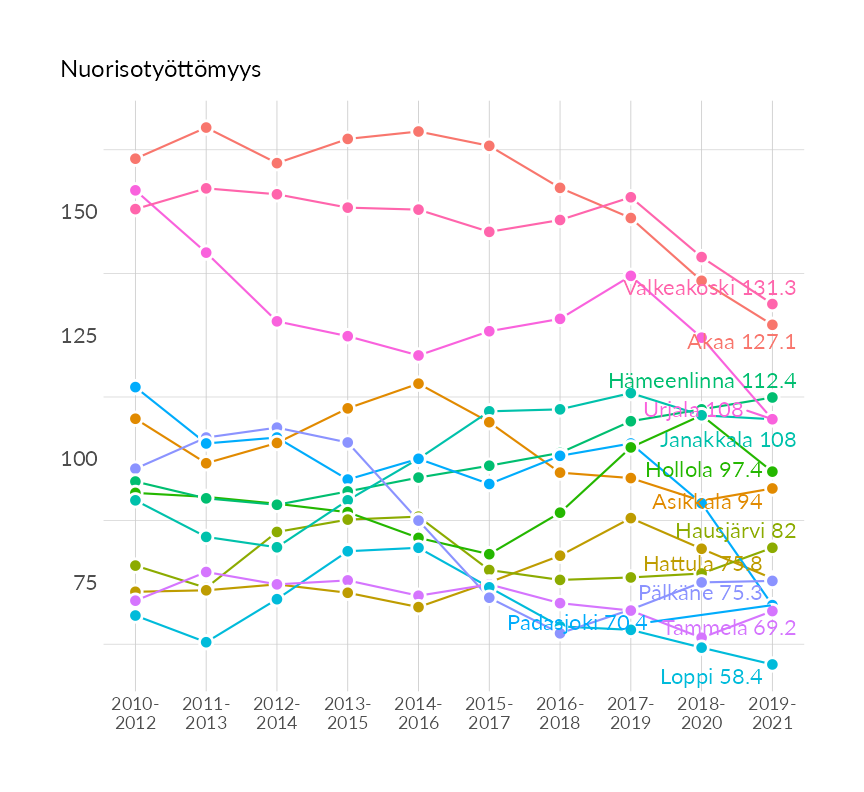 Nuorisotyöttömyys
150
125
100
75
Valkeakoski 131.3
Akaa 127.1
Hämeenlinna 112.4
Urjala 108
Janakkala 108
Hollola 97.4
Asikkala 94
Hausjärvi 82
Hattula 75.8
Pälkäne 75.3
Padasjoki 70.4
Tammela 69.2
Loppi 58.4
2010-
2012
2011-
2013
2012-
2014
2013-
2015
2014-
2016
2015-
2017
2016-
2018
2017-
2019
2018-
2020
2019-
2021